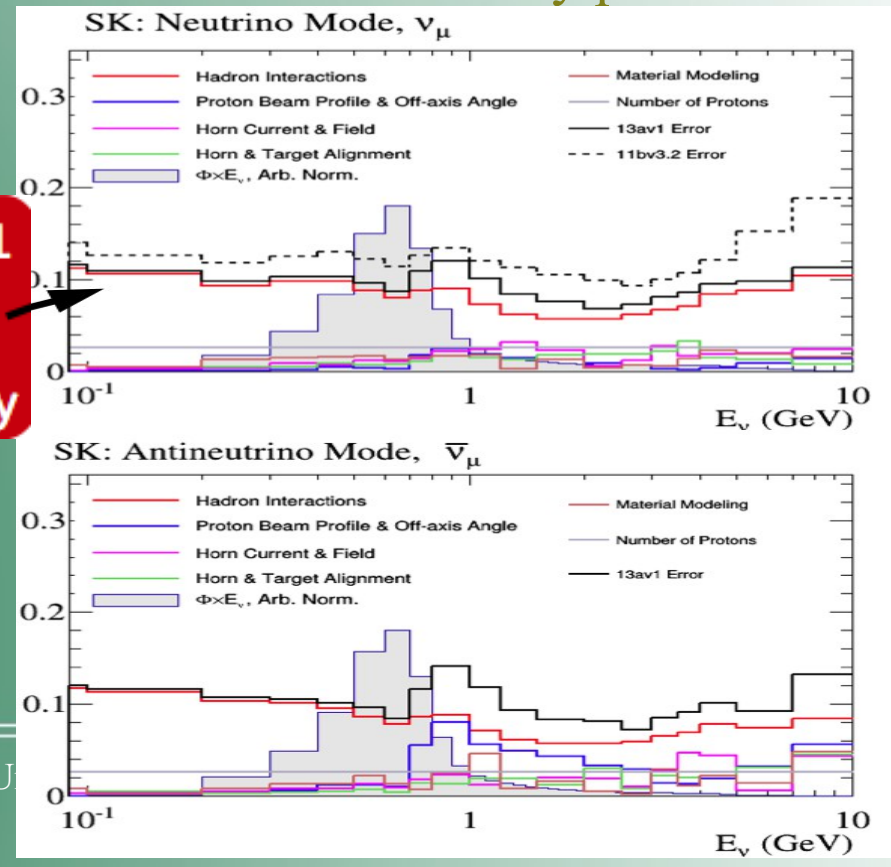 SK: Neutrino Mode, νμ
Hadron Interactions
Proton Beam Profile & Off-axis Angle
Horn Current & Field
Horn & Target Alignment
Φ×Eν, Arb. Norm.
Material Modeling
Number of Protons
13av1 Error
11bv3.2 Error
0.3
0.2
0.1
0
10⁻¹
1
10
Eν (GeV)
1
y
SK: Antineutrino Mode, ν̅μ
Hadron Interactions
Proton Beam Profile & Off-axis Angle
Horn Current & Field
Horn & Target Alignment
Φ×Eν, Arb. Norm.
Material Modeling
Number of Protons
13av1 Error
0.3
0.2
0.1
0
10⁻¹
1
10
Eν (GeV)